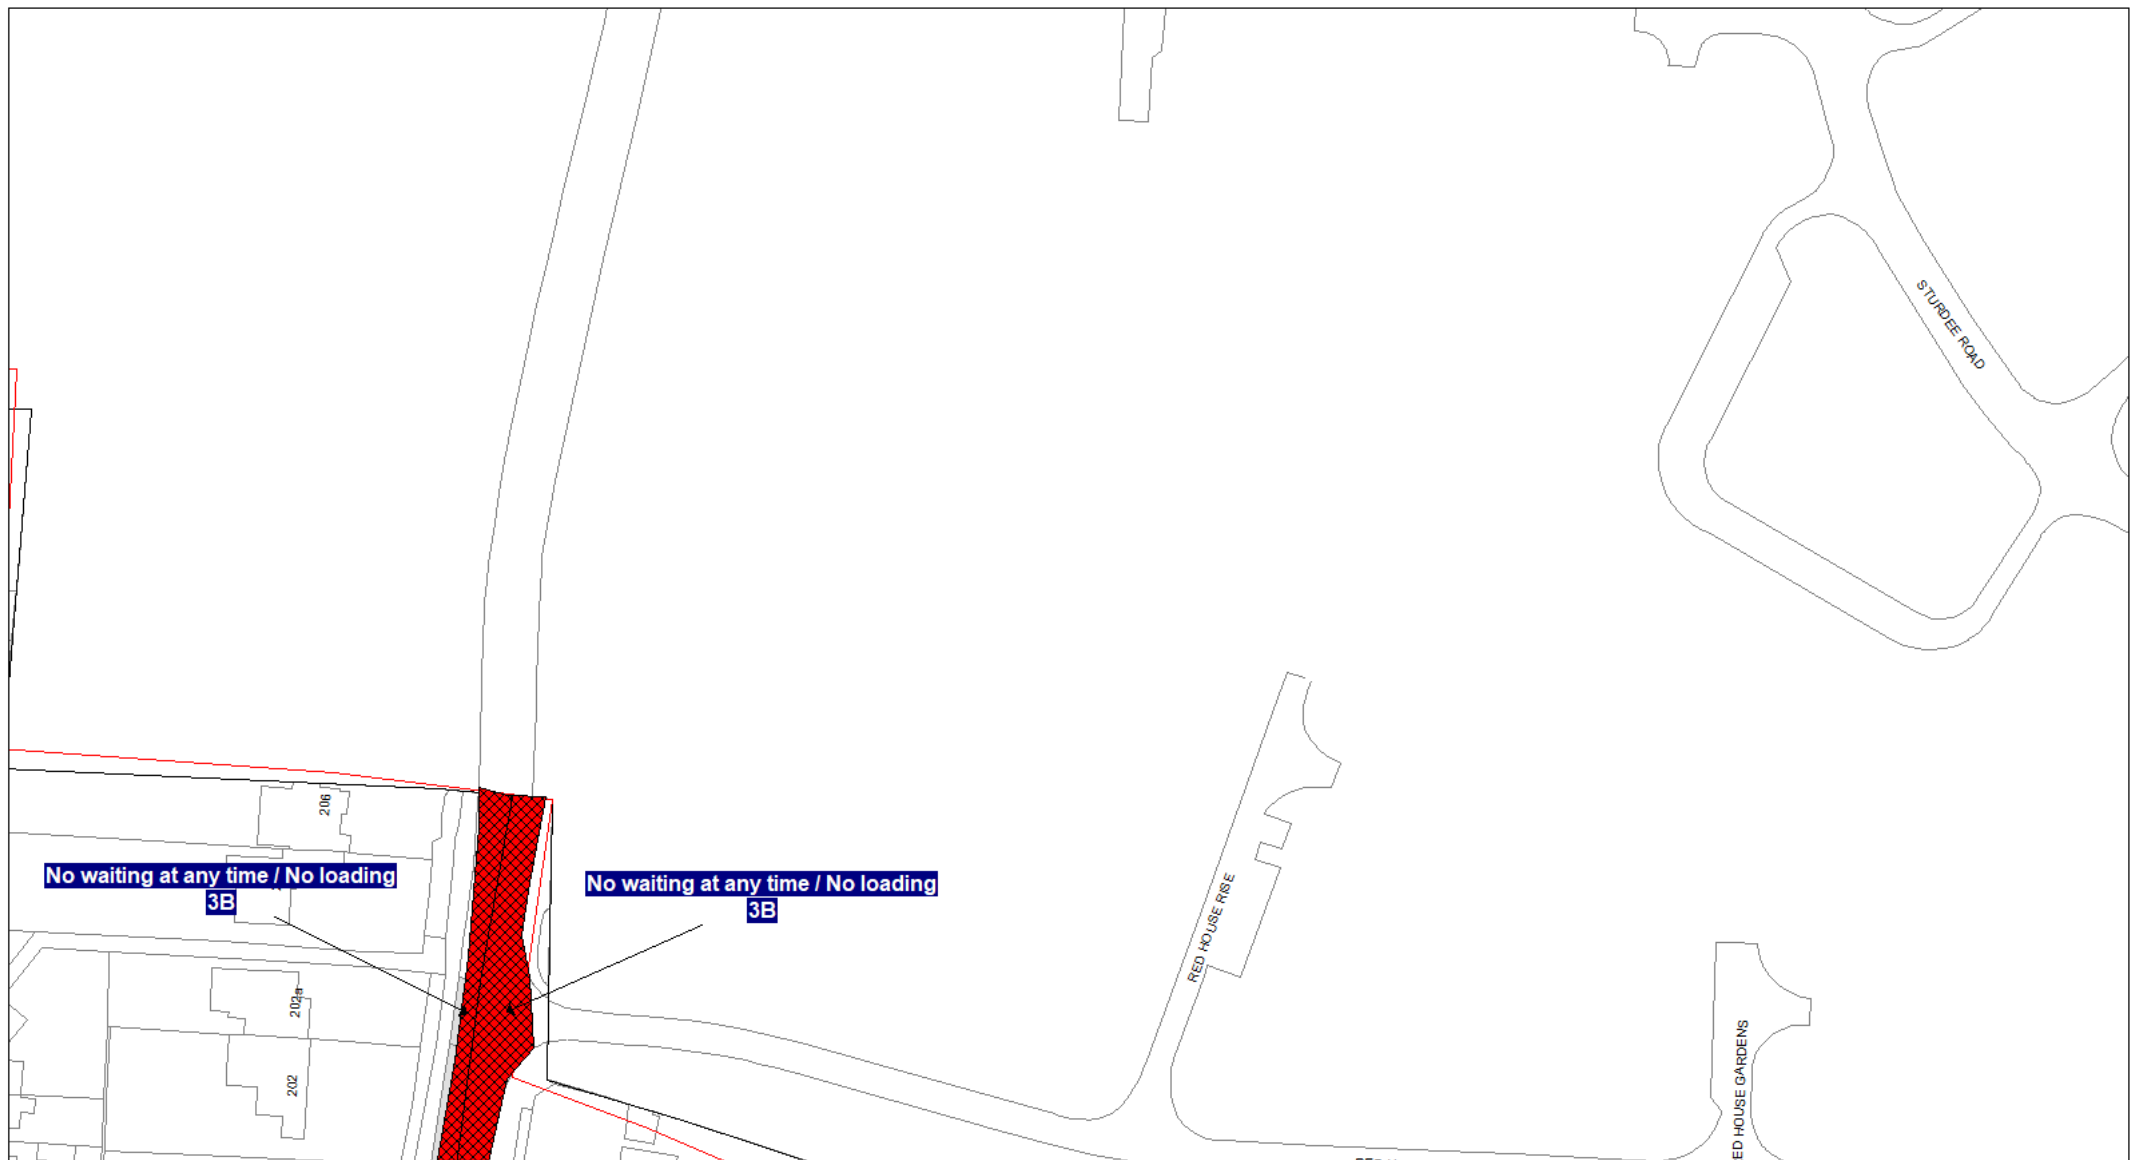 STURDEE ROAD
206
No waiting at any time / No loading
3B
No waiting at any time / No loading
3B
RED HOUSE RISE
202a
202
ED HOUSE GARDENS